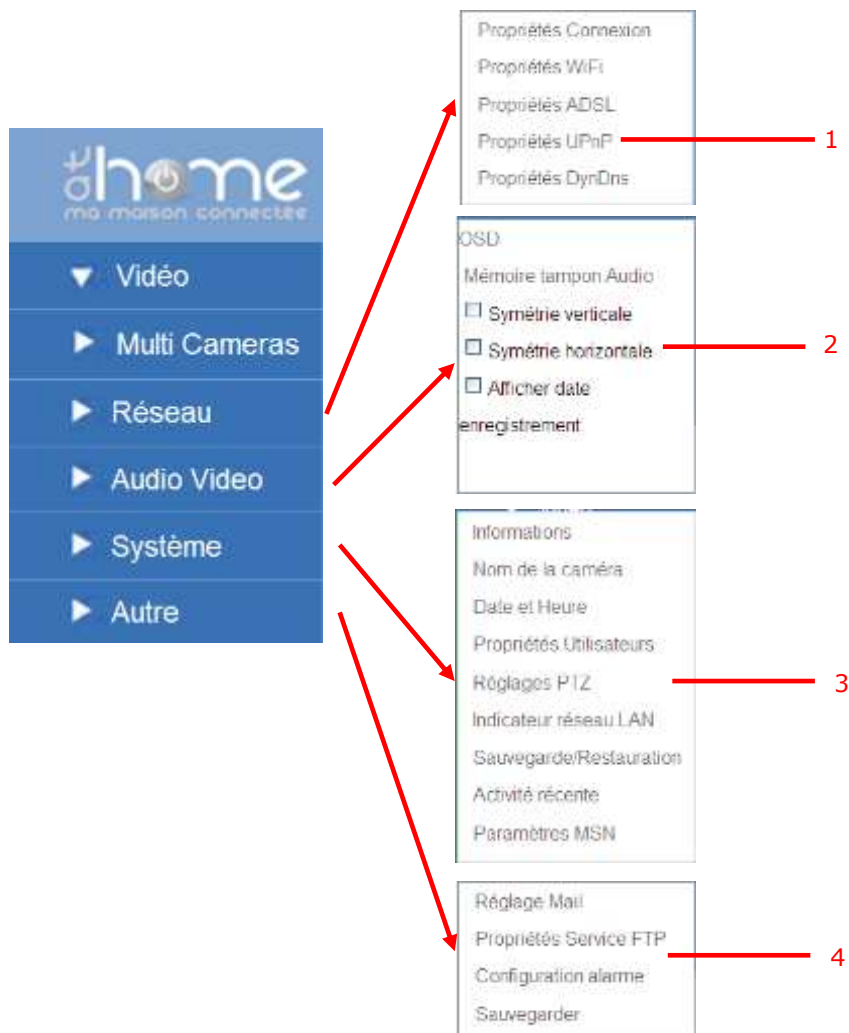 at home
ma maison connectée
Vidéo
Multi Cameras
Réseau
Audio Video
Système
Autre
Propriétés Connexion
Propriétés WiFi
Propriétés ADSL
Propriétés UPnP
Propriétés DynDns
1
OSD
Mémoire tampon Audio
Symétrie verticale
Symétrie horizontale
Afficher date
enregistrement
2
Informations
Nom de la caméra
Date et Heure
Propriétés Utilisateurs
Réglages PTZ
Indicateur réseau LAN
Sauvegarde/Restauration
Activité récente
Paramètres MSN
3
Réglage Mail
Propriétés Service FTP
Configuration alarme
Sauvegarder
4